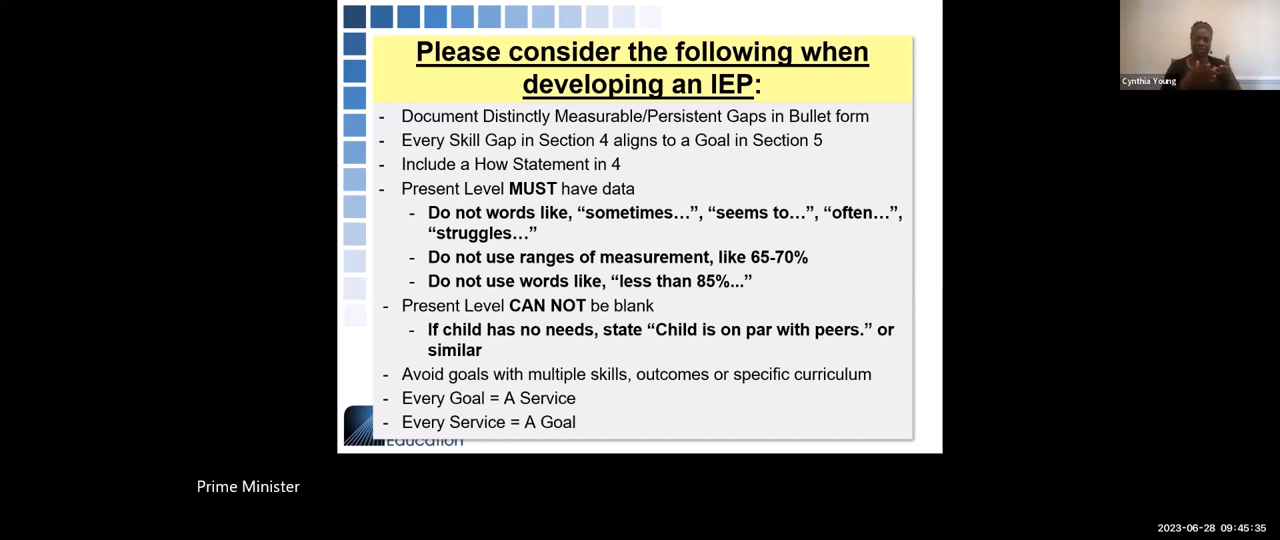 Please consider the following when
developing an IEP:
- Document Distinctly Measurable/Persistent Gaps in Bullet form
- Every Skill Gap in Section 4 aligns to a Goal in Section 5
- Include a How Statement in 4
- Present Level MUST have data
- Do not words like, “sometimes…”, “seems to…”, “often…”,
“struggles…”
- Do not use ranges of measurement, like 65-70%
- Do not use words like, “less than 85%...”
- Present Level CAN NOT be blank
- If child has no needs, state “Child is on par with peers.” or
similar
- Avoid goals with multiple skills, outcomes or specific curriculum
- Every Goal = A Service
- Every Service = A Goal
Education
Cynthia Young
Prime Minister
2023-06-28 09:45:35